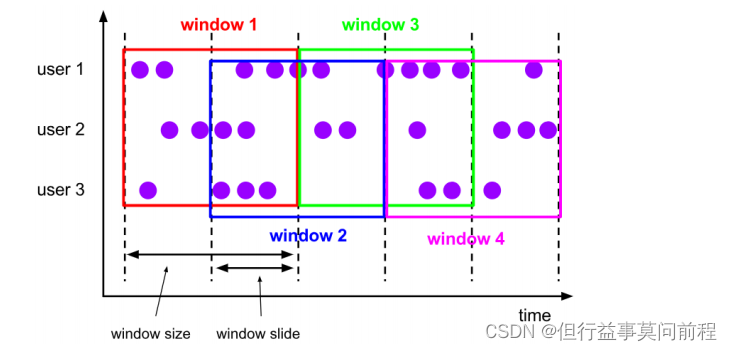 window 1
window 3
user 1
user 2
user 3
window 2
window 4
window size
window slide
time
CSDN @但行益事莫问前程